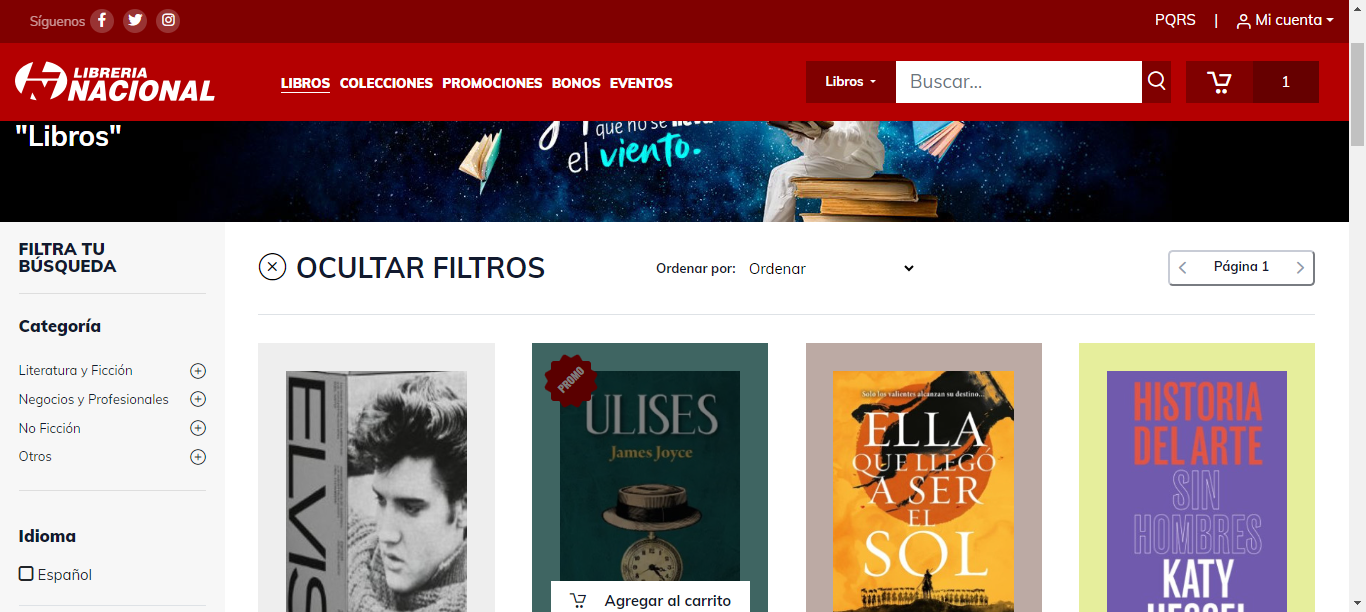 Síguenos
PQRS | Mi cuenta
LIBRERIA
NACIONAL
LIBROS COLECCIONES PROMOCIONES BONOS EVENTOS
Libros
Buscar...
1
"Libros"
que no se
el viento.
FILTRA TU
BÚSQUEDA
OCULTAR FILTROS
Ordenar por: Ordenar
Página 1
Categoría
Literatura y Ficción
Negocios y Profesionales
No Ficción
Otros
Idioma
Español
ELVIS
PROMO
ULISES
James Joyce
Agregar al carrito
Solo los valientes alcanzan su destino...
ELLA
QUE LLEGÓ
A SER
EL
SOL
HISTORIA
DEL ARTE
SIN
HOMBRES
KATY
HESSEL